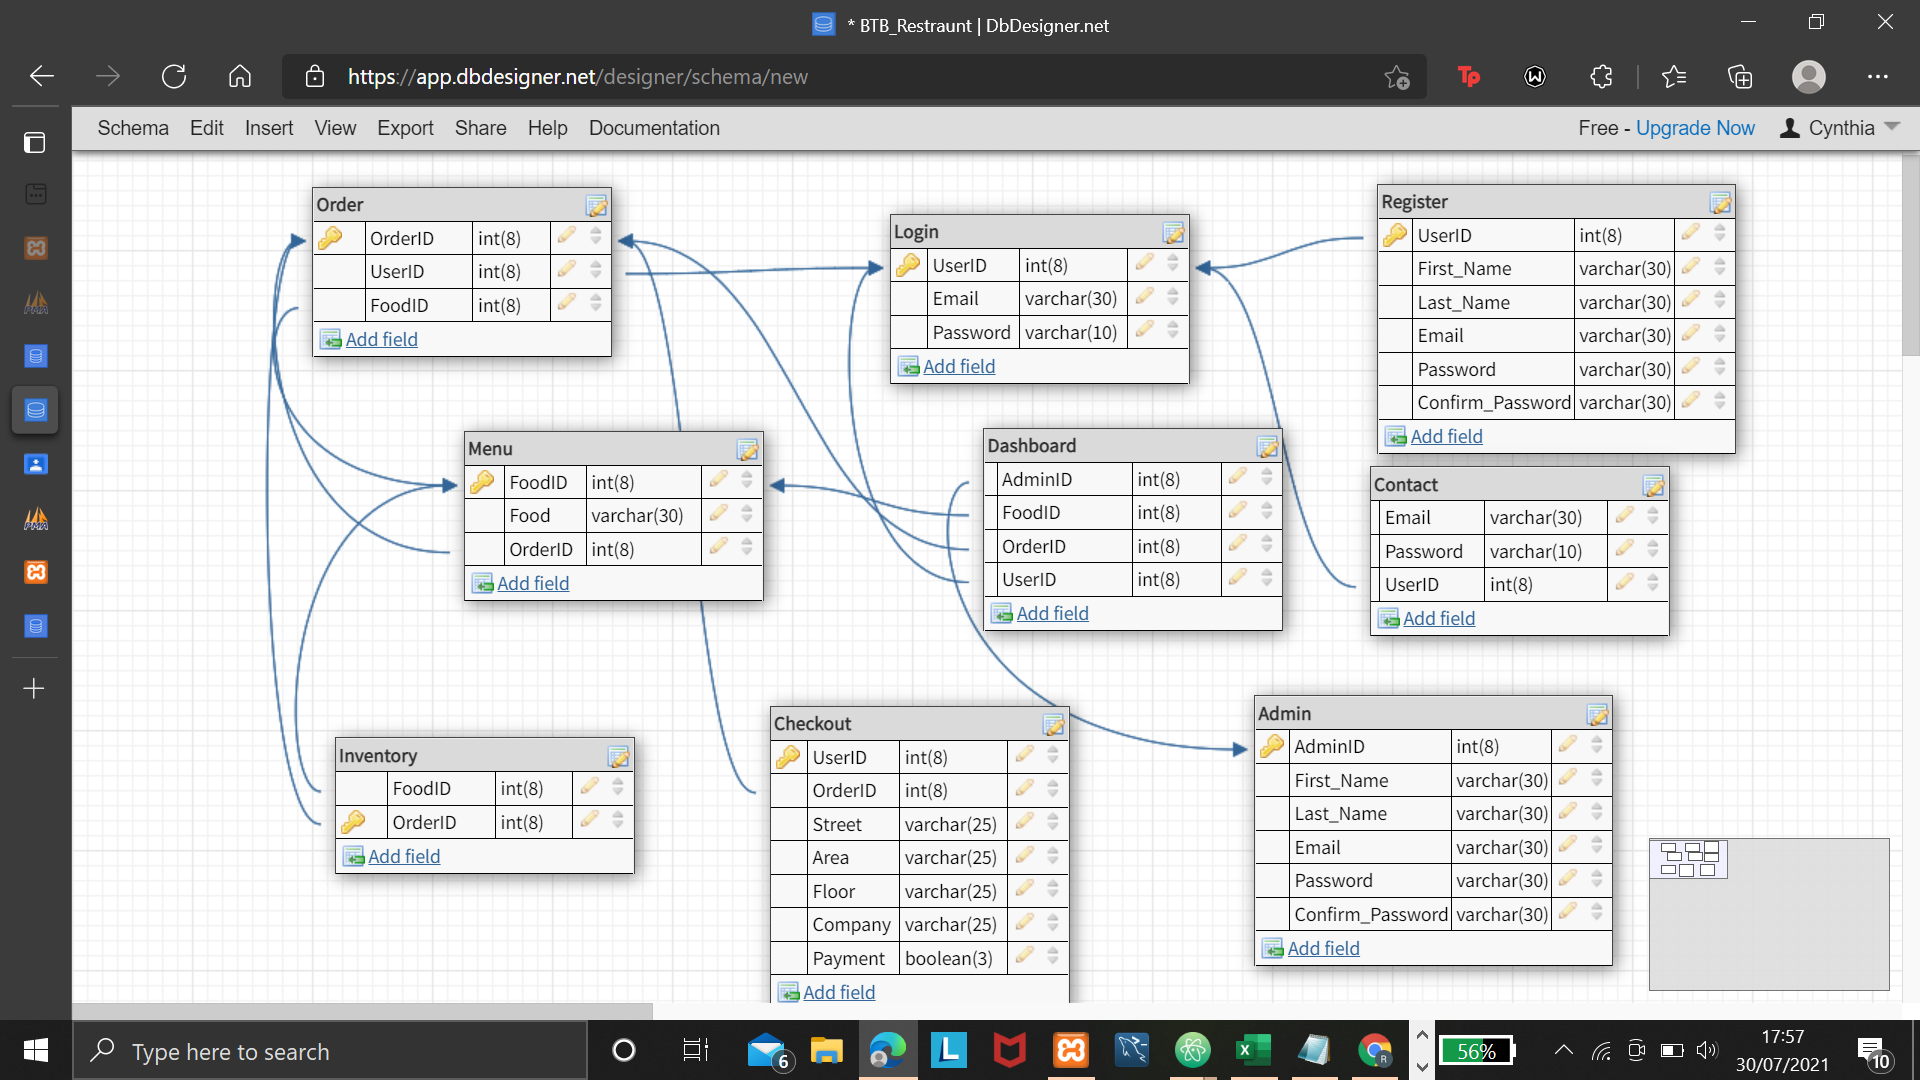 * BTB_Restraunt | DbDesigner.net
https://app.dbdesigner.net/designer/schema/new
Schema Edit Insert View Export Share Help Documentation
Free - Upgrade Now Cynthia
Order
OrderID int(8)
UserID int(8)
FoodID int(8)
Add field
Login
UserID int(8)
Email varchar(30)
Password varchar(10)
Add field
Register
UserID int(8)
First_Name varchar(30)
Last_Name varchar(30)
Email varchar(30)
Password varchar(30)
Confirm_Password varchar(30)
Add field
Menu
FoodID int(8)
Food varchar(30)
OrderID int(8)
Add field
Dashboard
AdminID int(8)
FoodID int(8)
OrderID int(8)
UserID int(8)
Add field
Contact
Email varchar(30)
Password varchar(10)
UserID int(8)
Add field
Inventory
FoodID int(8)
OrderID int(8)
Add field
Checkout
UserID int(8)
OrderID int(8)
Street varchar(25)
Area varchar(25)
Floor varchar(25)
Company varchar(25)
Payment boolean(3)
Add field
Admin
AdminID int(8)
First_Name varchar(30)
Last_Name varchar(30)
Email varchar(30)
Password varchar(30)
Confirm_Password varchar(30)
Add field
Type here to search
6
L
R
56%
17:57
30/07/2021
10